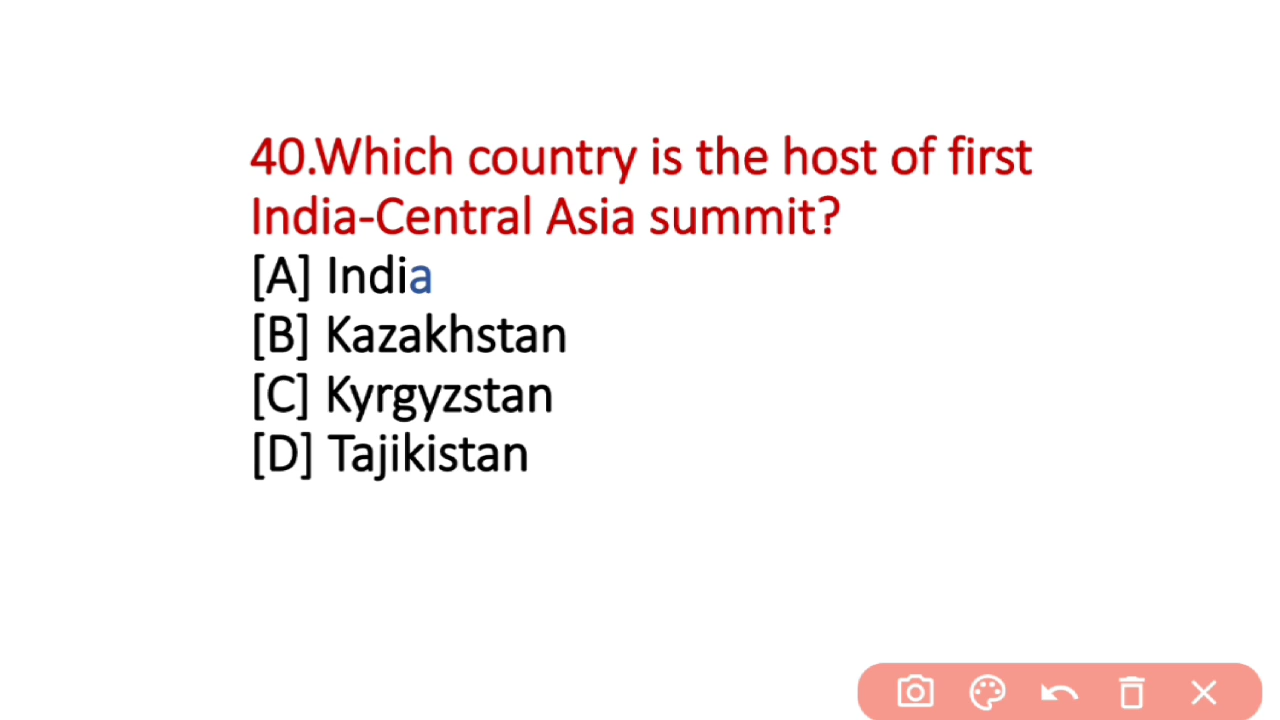 40.Which country is the host of first
India-Central Asia summit?
[A] India
[B] Kazakhstan
[C] Kyrgyzstan
[D] Tajikistan